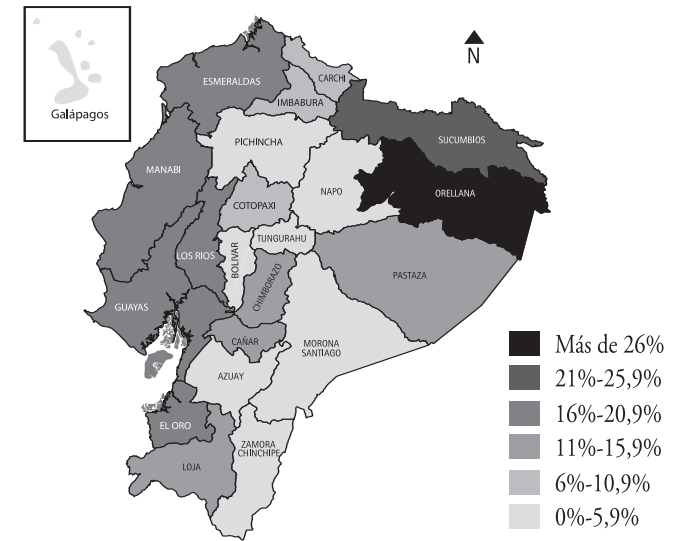 Galápagos
N
CARCHI
ESMERALDAS
IMBABURA
PICHINCHA
SUCUMBIOS
MANABI
NAPO
ORELLANA
COTOPAXI
TUNGURAHU
LOS RIOS
BOLIVAR
CHIMBORAZO
PASTAZA
GUAYAS
CAÑAR
MORONA
SANTIAGO
AZUAY
EL ORO
ZAMORA
CHINCHIPE
LOJA
Más de 26%
21%-25,9%
16%-20,9%
11%-15,9%
6%-10,9%
0%-5,9%